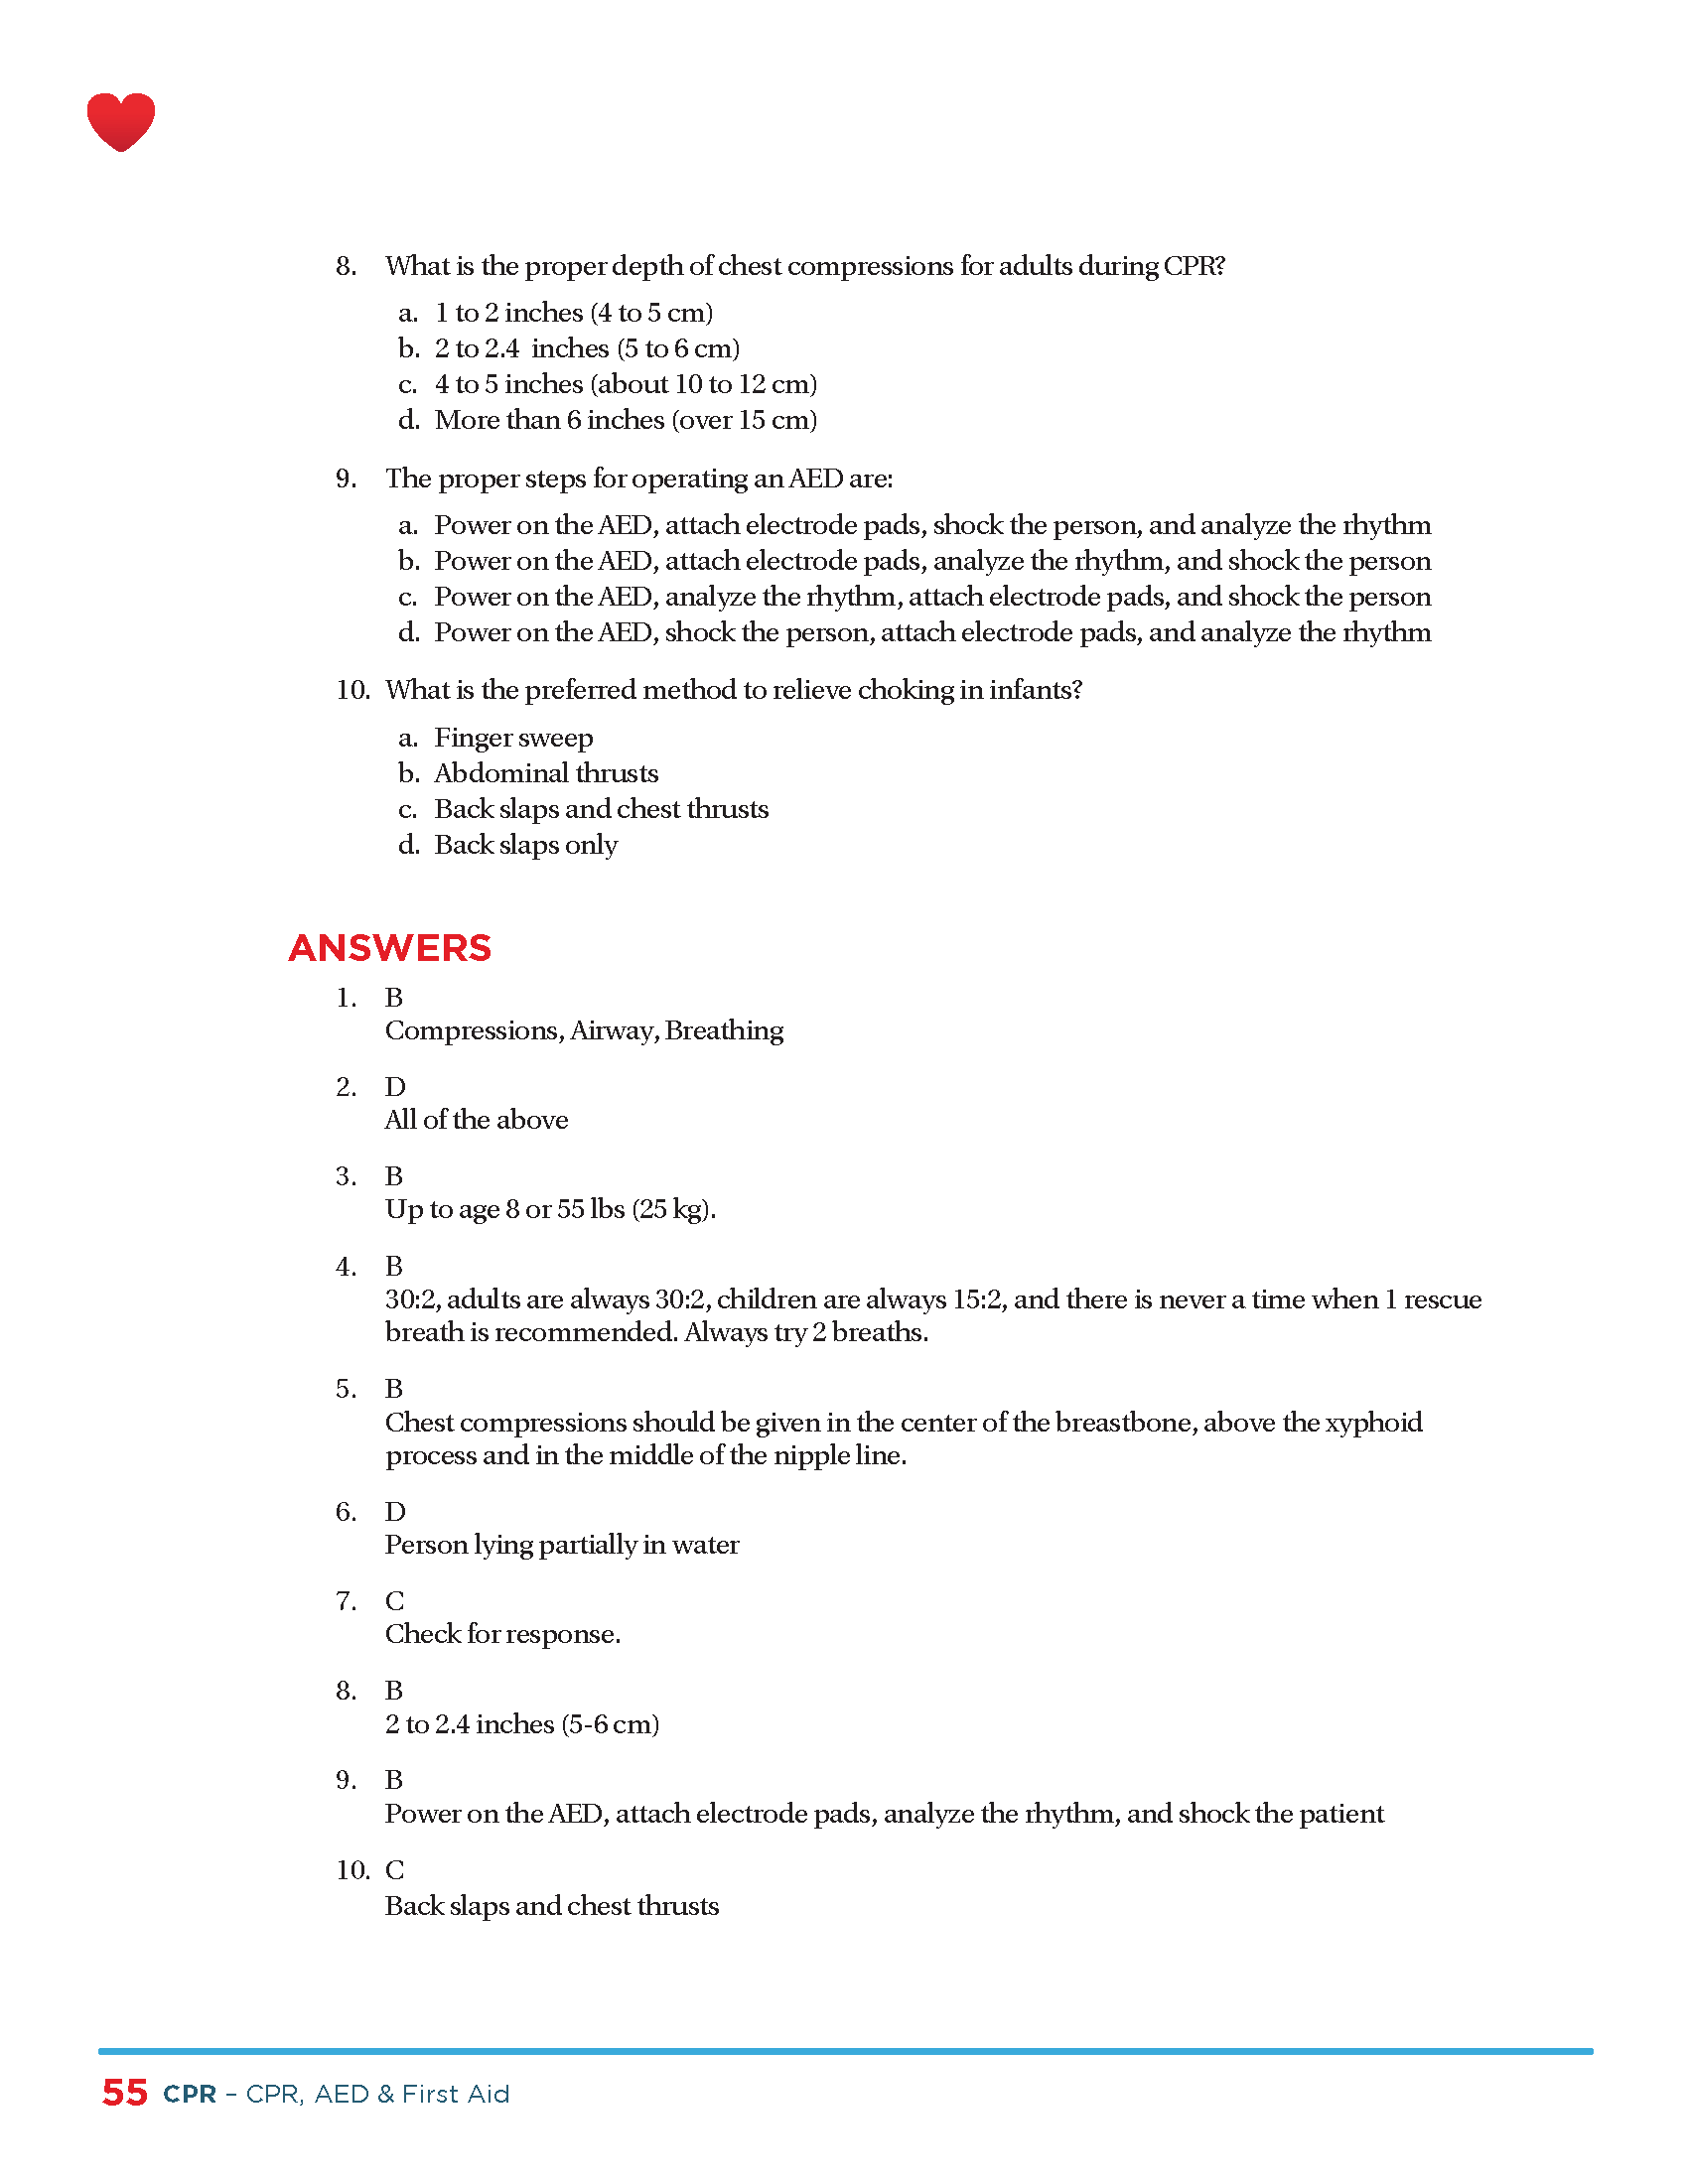 8. What is the proper depth of chest compressions for adults during CPR?
a. 1 to 2 inches (4 to 5 cm)
b. 2 to 2.4 inches (5 to 6 cm)
c. 4 to 5 inches (about 10 to 12 cm)
d. More than 6 inches (over 15 cm)
9. The proper steps for operating an AED are:
a. Power on the AED, attach electrode pads, shock the person, and analyze the rhythm
b. Power on the AED, attach electrode pads, analyze the rhythm, and shock the person
c. Power on the AED, analyze the rhythm, attach electrode pads, and shock the person
d. Power on the AED, shock the person, attach electrode pads, and analyze the rhythm
10. What is the preferred method to relieve choking in infants?
a. Finger sweep
b. Abdominal thrusts
c. Back slaps and chest thrusts
d. Back slaps only
ANSWERS
1. B
Compressions, Airway, Breathing
2. D
All of the above
3. B
Up to age 8 or 55 lbs (25 kg).
4. B
30:2, adults are always 30:2, children are always 15:2, and there is never a time when 1 rescue
breath is recommended. Always try 2 breaths.
5. B
Chest compressions should be given in the center of the breastbone, above the xyphoid
process and in the middle of the nipple line.
6. D
Person lying partially in water
7. C
Check for response.
8. B
2 to 2.4 inches (5-6 cm)
9. B
Power on the AED, attach electrode pads, analyze the rhythm, and shock the patient
10. C
Back slaps and chest thrusts
55 CPR – CPR, AED & First Aid